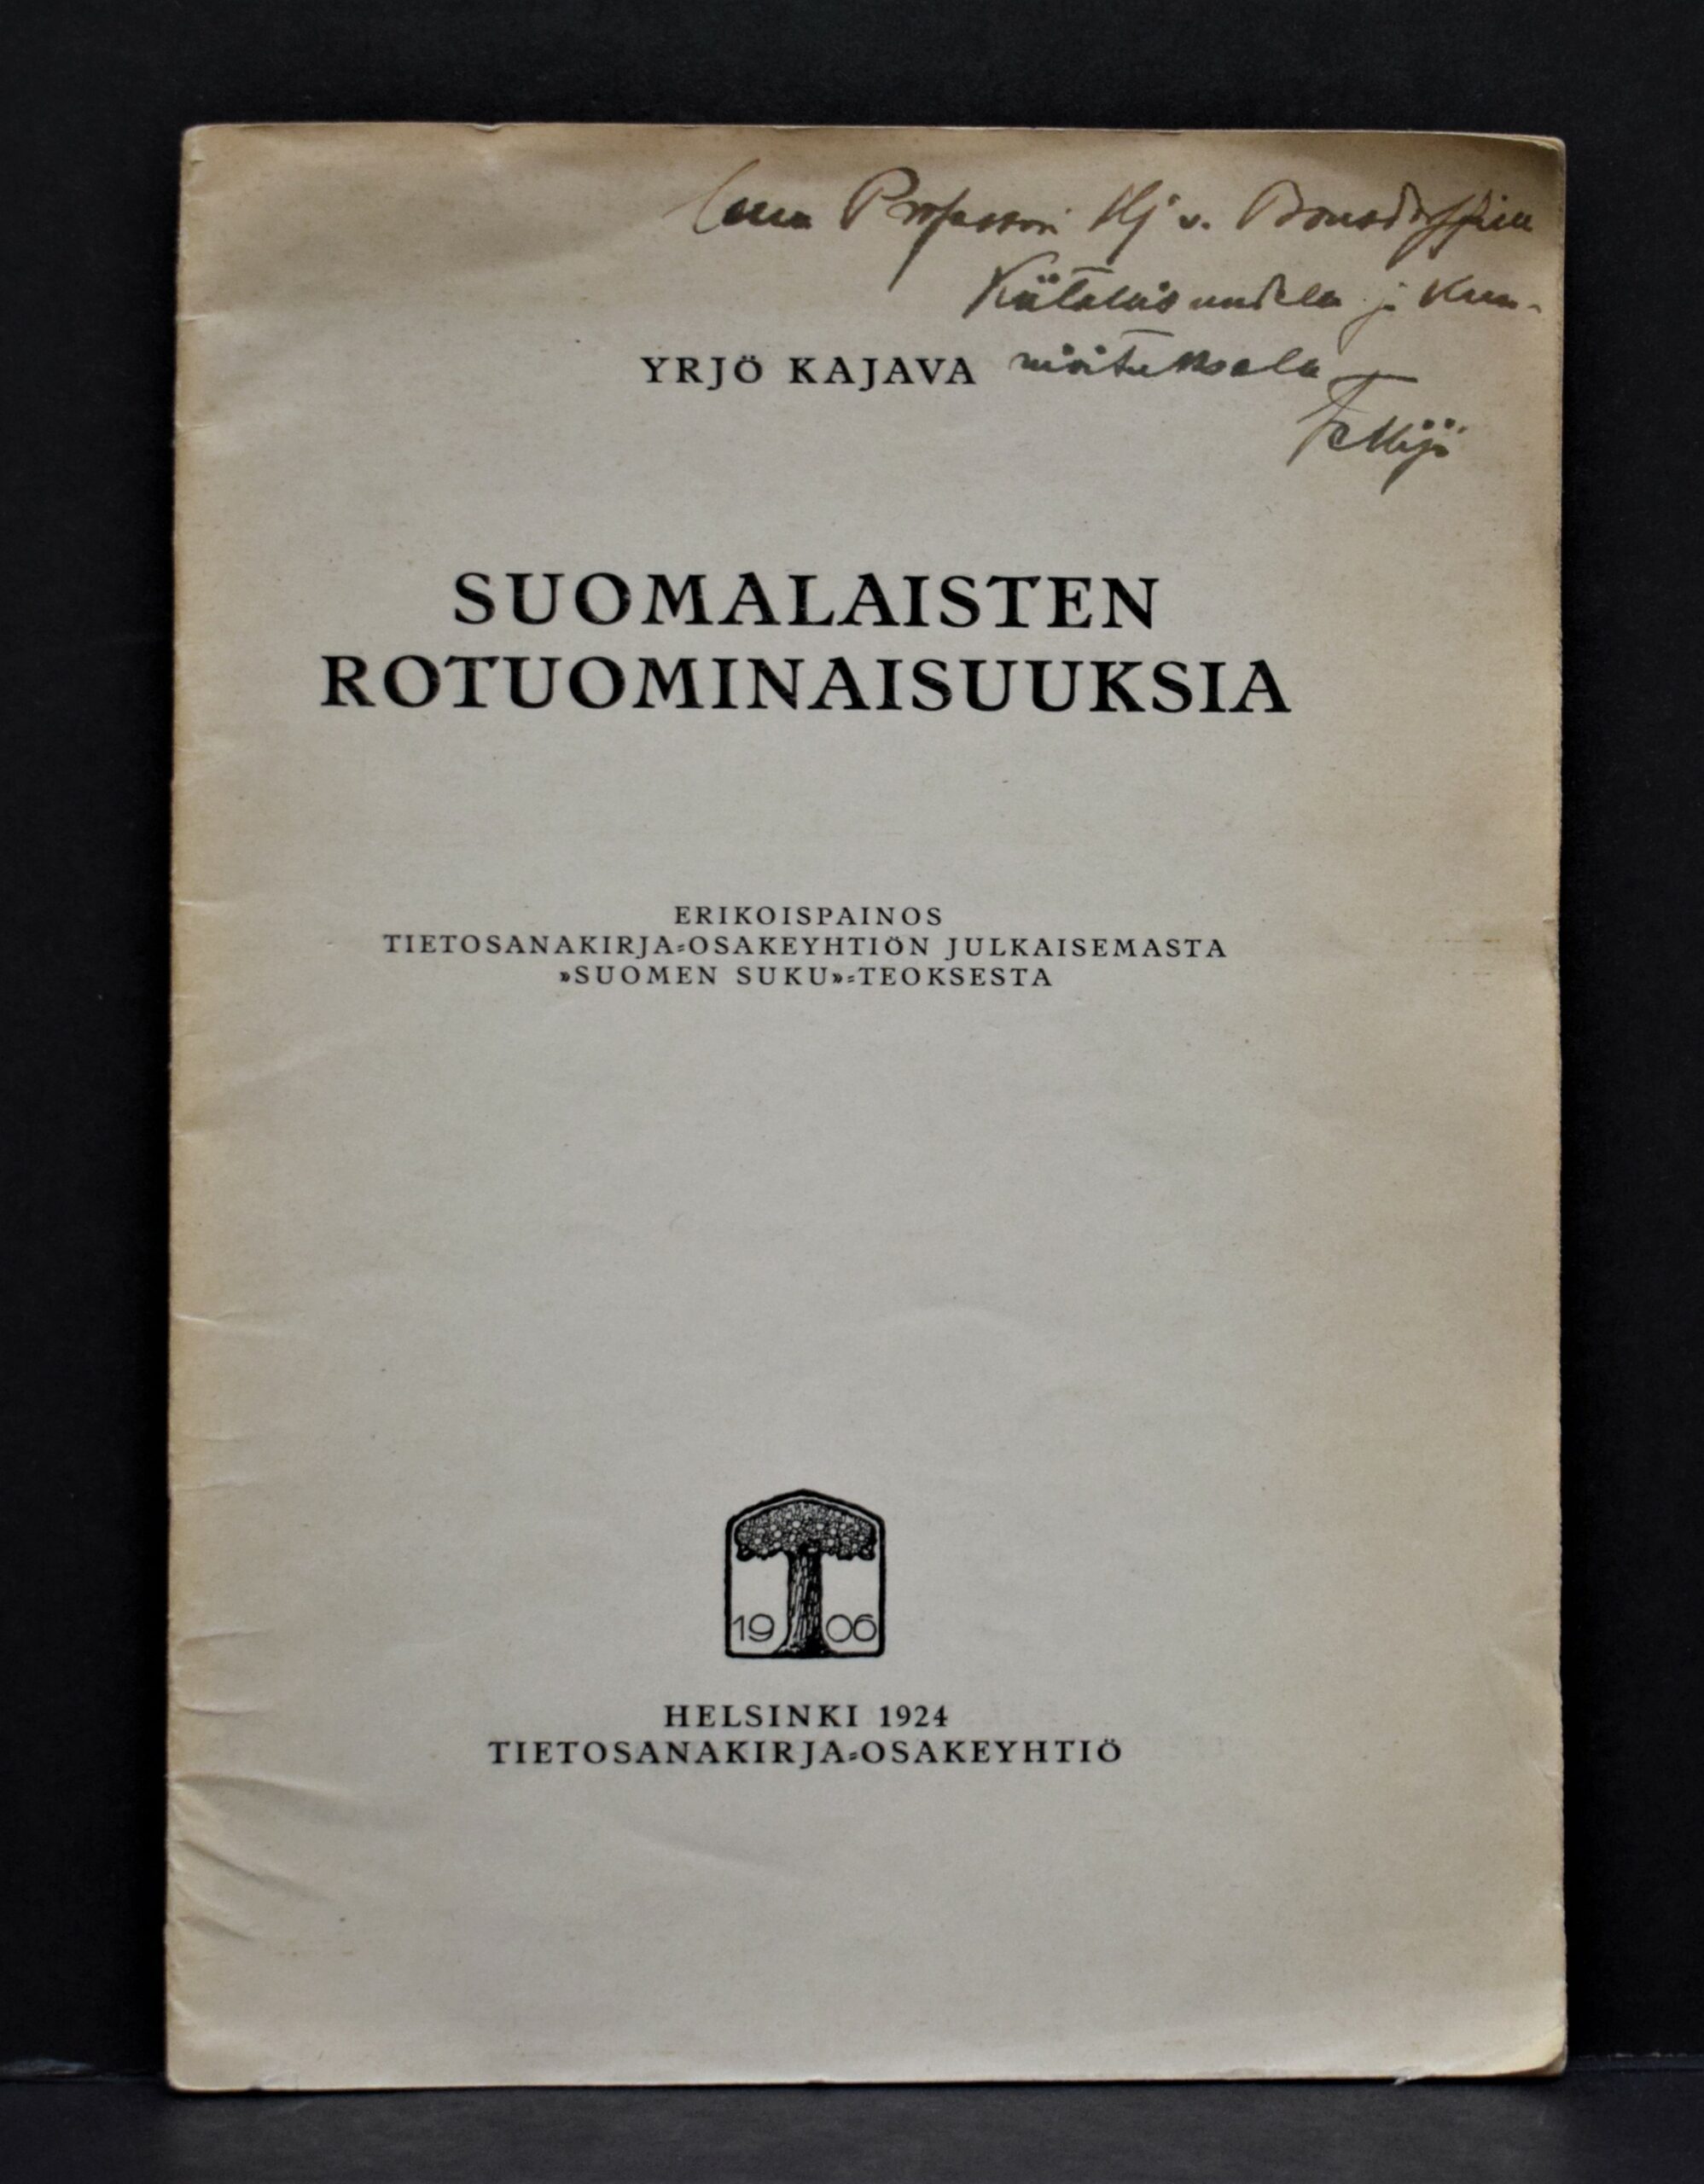 Herra Professori Hj v. Bonsdorffille
Kiitollisuudella ja kun-
nioituksella
Tekijä
YRJÖ KAJAVA
SUOMALAISTEN
ROTUOMINAISUUKSIA
ERIKOISPAINOS
TIETOSANAKIRJA=OSAKEYHTIÖN JULKAISEMASTA
»SUOMEN SUKU»=TEOKSESTA
19 06
HELSINKI 1924
TIETOSANAKIRJA=OSAKEYHTIÖ